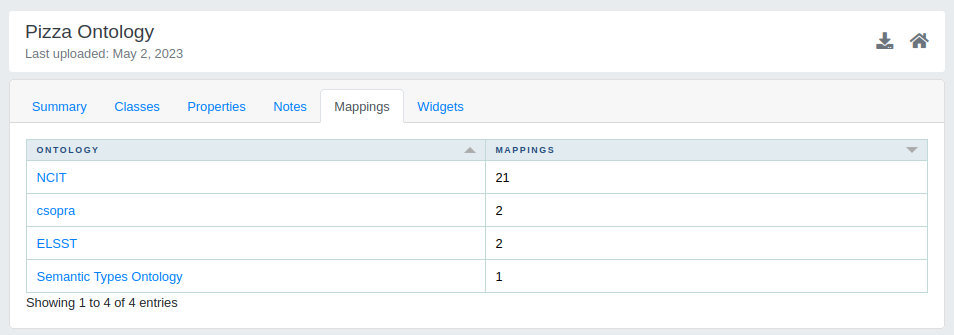 Pizza Ontology
Last uploaded: May 2, 2023
Summary Classes Properties Notes Mappings Widgets
ONTOLOGY MAPPINGS
NCIT 21
csopra 2
ELSST 2
Semantic Types Ontology 1
Showing 1 to 4 of 4 entries